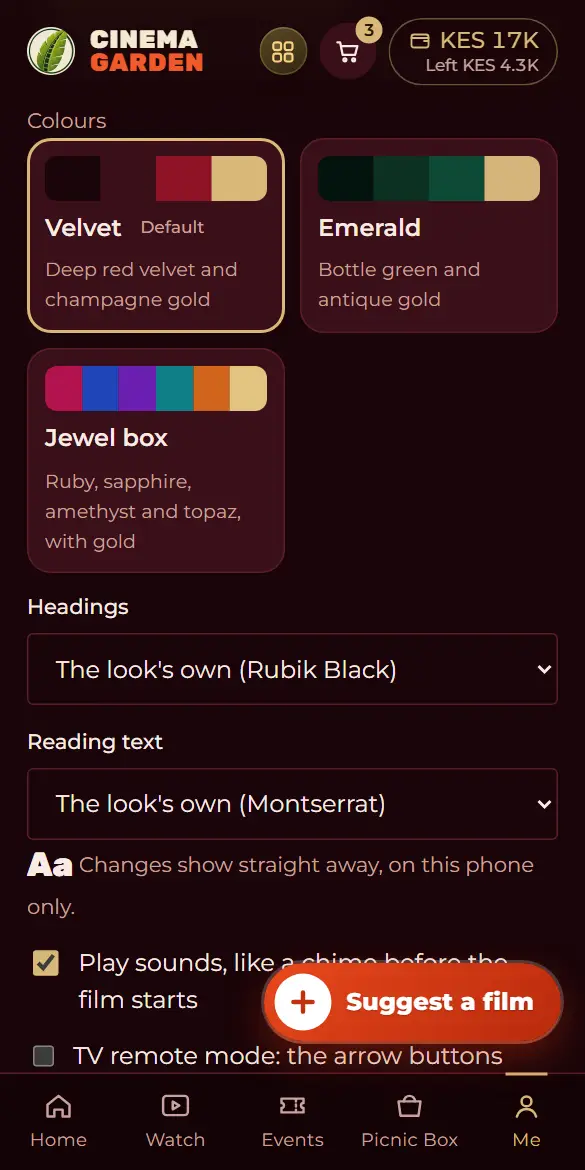 CINEMA
GARDEN
3
KES 17K
Left KES 4.3K
Colours
Velvet Default
Deep red velvet and
champagne gold
Emerald
Bottle green and
antique gold
Jewel box
Ruby, sapphire,
amethyst and topaz,
with gold
Headings
The look's own (Rubik Black)
Reading text
The look's own (Montserrat)
Aa Changes show straight away, on this phone
only.
Play sounds, like a chime before the
film starts
Suggest a film
TV remote mode: the arrow buttons
Home
Watch
Events
Picnic Box
Me